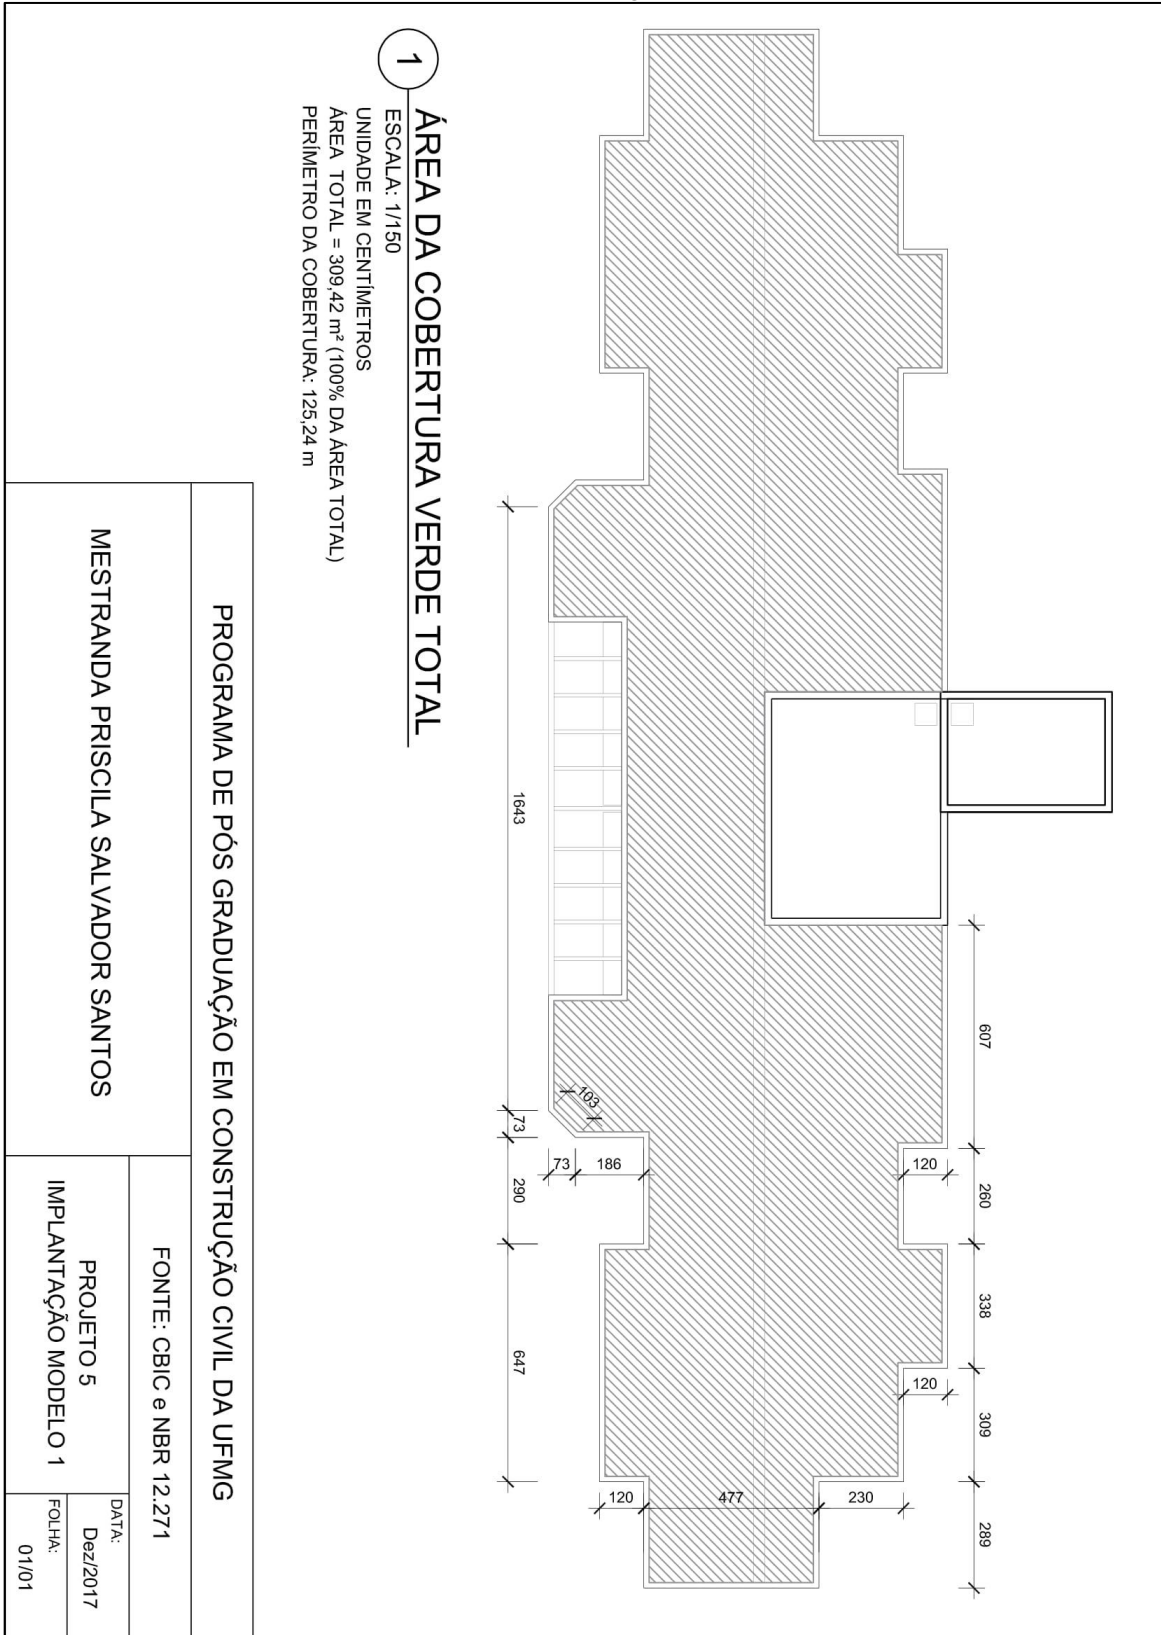 1
ÁREA DA COBERTURA VERDE TOTAL
ESCALA: 1/150
UNIDADE EM CENTÍMETROS
ÁREA TOTAL = 309,42 m² (100% DA ÁREA TOTAL)
PERÍMETRO DA COBERTURA: 125,24 m
1643
73
290
647
103
73
186
120
477
230
120
120
607
260
338
309
289
PROGRAMA DE PÓS GRADUAÇÃO EM CONSTRUÇÃO CIVIL DA UFMG
MESTRANDA PRISCILA SALVADOR SANTOS
FONTE: CBIC e NBR 12.271
PROJETO 5
IMPLANTAÇÃO MODELO 1
DATA:
Dez/2017
FOLHA:
01/01